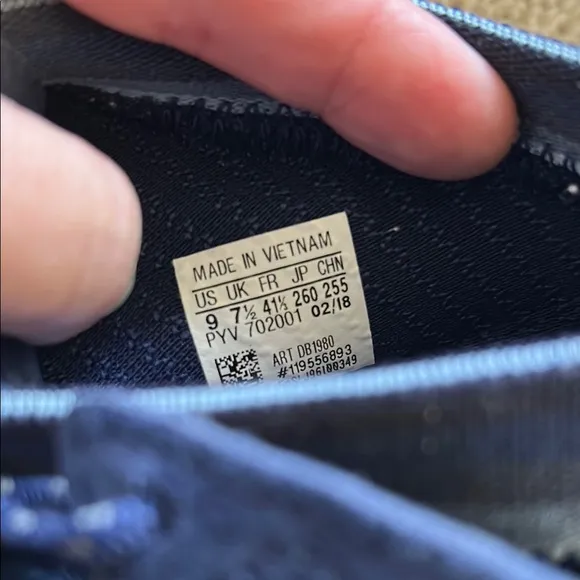 MADE IN VIETNAM
US UK FR JP CHN
9 7½ 41⅓ 260 255
PYV 702001 02/18
ART DB1980
#119556893